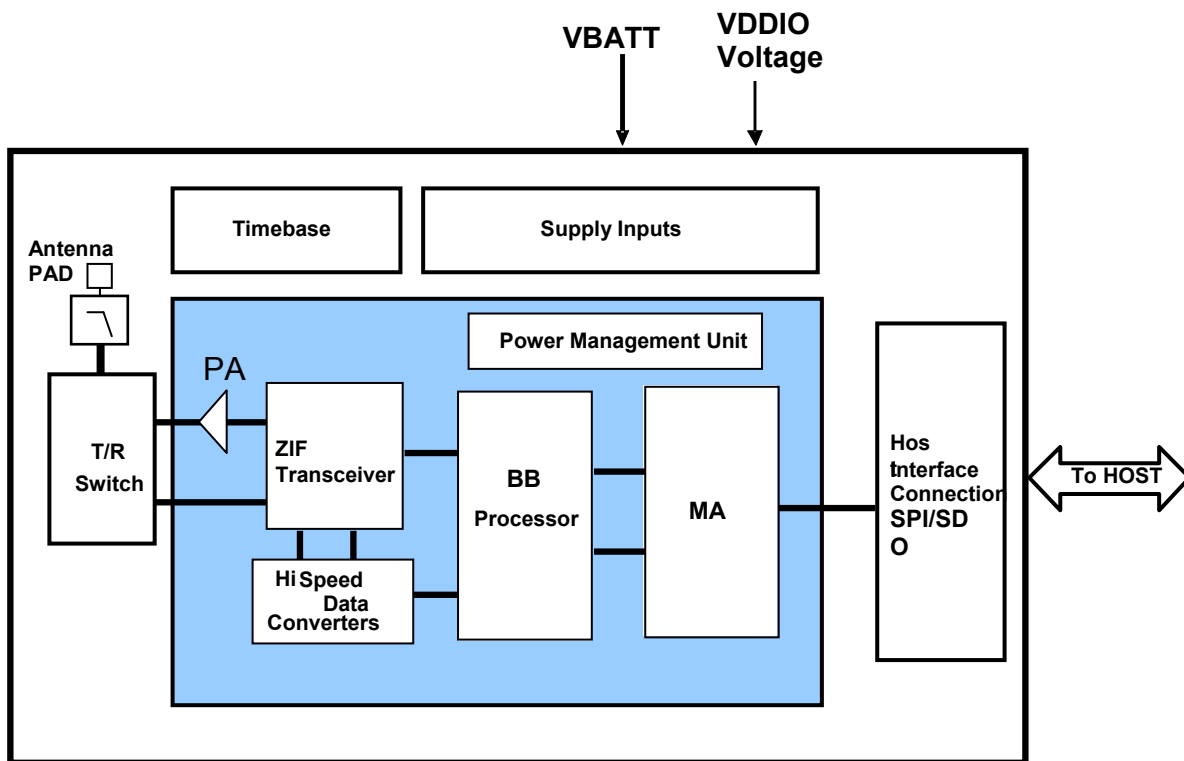 VBATT
VDDIO
Voltage
Timebase
Supply Inputs
Antenna
PAD
Power Management Unit
PA
T/R
Switch
ZIF
Transceiver
BB
Processor
MA
Hi Speed
Data
Converters
Hos
tnterface
Connection
SPI/SD
O
To HOST